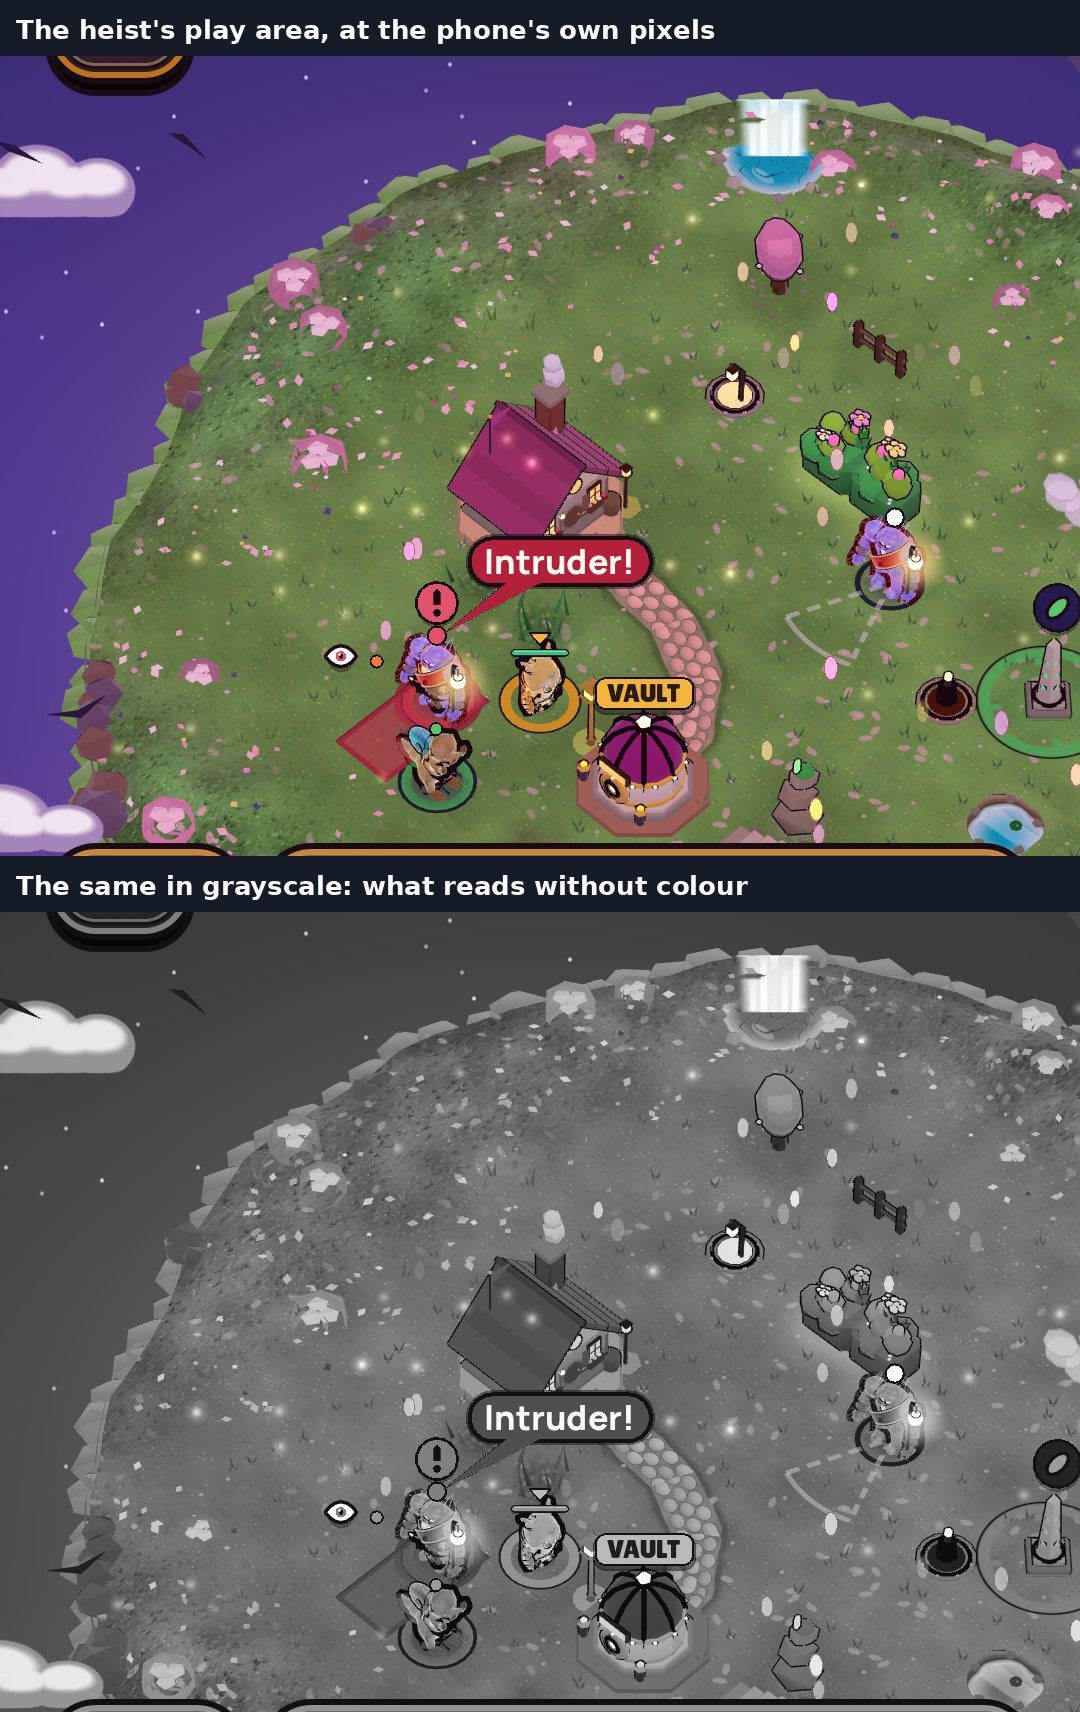 The heist's play area, at the phone's own pixels
Intruder!
!
VAULT
The same in grayscale: what reads without colour
Intruder!
!
VAULT